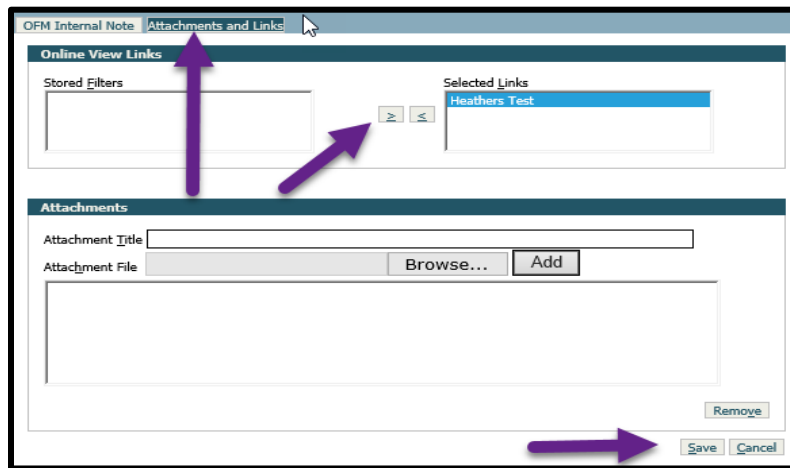 OFM Internal Note Attachments and Links
Online View Links
Stored Filters
Selected Links
Heathers Test
> <
Attachments
Attachment Title
Attachment File Browse... Add
Remove
Save Cancel